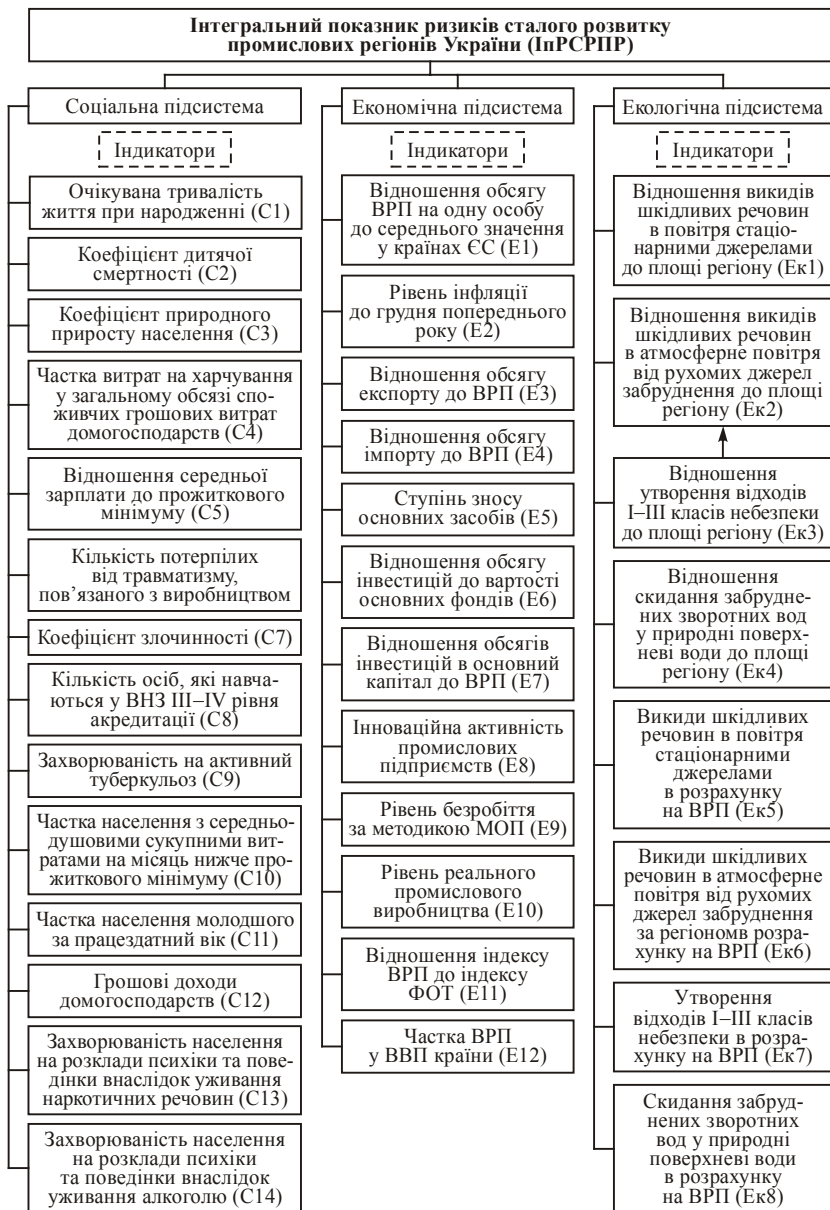 Інтегральний показник ризиків сталого розвитку
промислових регіонів України (ІпРСРПР)
Соціальна підсистема
Індикатори
Очікувана тривалість
життя при народженні (С1)
Коефіцієнт дитячої
смертності (С2)
Коефіцієнт природного
приросту населення (С3)
Частка витрат на харчування
у загальному обсязі спо-
живчих грошових витрат
домогосподарств (С4)
Відношення середньої
зарплати до прожиткового
мінімуму (С5)
Кількість потерпілих
від травматизму,
пов’язаного з виробництвом
Коефіцієнт злочинності (С7)
Кількість осіб, які навча-
ються у ВНЗ III–IV рівня
акредитації (С8)
Захворюваність на активний
туберкульоз (С9)
Частка населення з середньо-
душовими сукупними вит-
ратами на місяць нижче про-
житкового мінімуму (С10)
Частка населення молодшого
за працездатний вік (С11)
Грошові доходи
домогосподарств (С12)
Захворюваність населення
на розклади психіки та пове-
дінки внаслідок уживання
наркотичних речовин (С13)
Захворюваність населення
на розклади психіки
та поведінки внаслідок
уживання алкоголю (С14)
Економічна підсистема
Індикатори
Відношення обсягу
ВРП на одну особу
до середнього значення
у країнах ЄС (Е1)
Рівень інфляції
до грудня попереднього
року (Е2)
Відношення обсягу
експорту до ВРП (Е3)
Відношення обсягу
імпорту до ВРП (Е4)
Ступінь зносу
основних засобів (Е5)
Відношення обсягу
інвестицій до вартості
основних фондів (Е6)
Відношення обсягів
інвестицій в основний
капітал до ВРП (Е7)
Інноваційна активність
промислових
підприємств (Е8)
Рівень безробіття
за методикою МОП (Е9)
Рівень реального
промислового
виробництва (Е10)
Відношення індексу
ВРП до індексу
ФОТ (Е11)
Частка ВРП
у ВВП країни (Е12)
Екологічна підсистема
Індикатори
Відношення викидів
шкідливих речовин
в повітря стаці-
онарними джерелами
до площі регіону (Ек1)
Відношення викидів
шкідливих речовин
в атмосферне повітря
від рухомих джерел
забруднення до площі
регіону (Ек2)
Відношення
утворення відходів
I–III класів небезпеки
до площі регіону (Ек3)
Відношення
скидання забруд-
нених зворотних вод
у природні поверх-
неві води до площі
регіону (Ек4)
Викиди шкідливих
речовин в повітря
стаціонарними
джерелами
в розрахунку
на ВРП (Ек5)
Викиди шкідливих
речовин в атмосферне
повітря від рухомих
джерел забруднення
за регіономв розра-
хунку на ВРП (Ек6)
Утворення
відходів I–III класів
небезпеки в розра-
хунку на ВРП (Ек7)
Скидання забруд-
нених зворотних
вод у природні
поверхневі води
в розрахунку
на ВРП (Ек8)